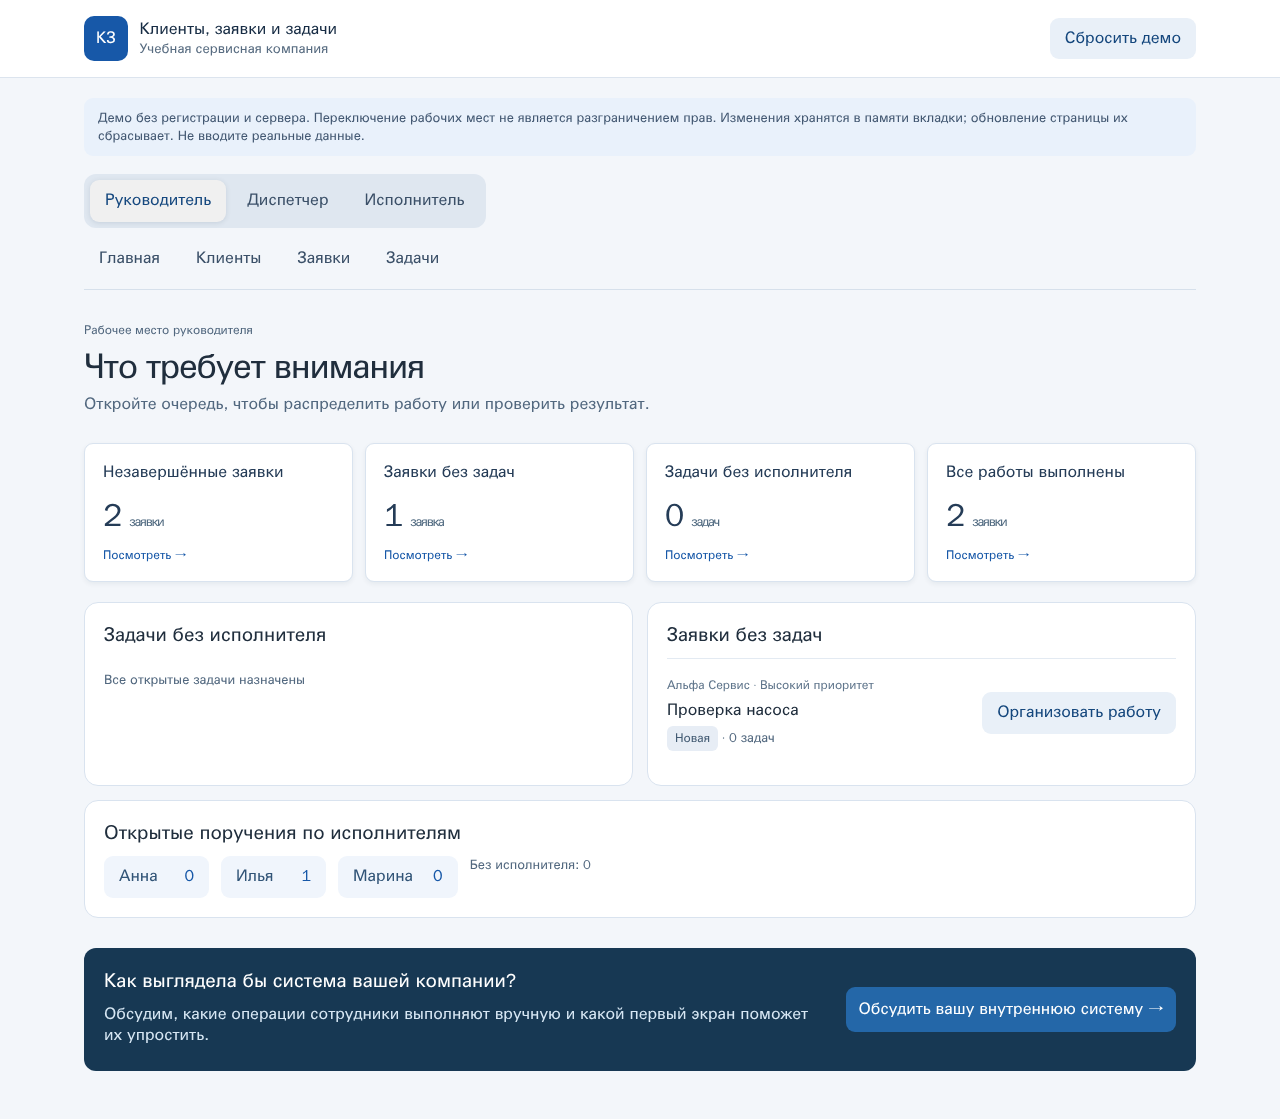 КЗ
Клиенты, заявки и задачи
Учебная сервисная компания
Сбросить демо
Демо без регистрации и сервера. Переключение рабочих мест не является разграничением прав. Изменения хранятся в памяти вкладки; обновление страницы их
сбрасывает. Не вводите реальные данные.
Руководитель Диспетчер Исполнитель
Главная Клиенты Заявки Задачи
Рабочее место руководителя
Что требует внимания
Откройте очередь, чтобы распределить работу или проверить результат.
Незавершённые заявки
2 заявки
Посмотреть →
Заявки без задач
1 заявка
Посмотреть →
Задачи без исполнителя
0 задач
Посмотреть →
Все работы выполнены
2 заявки
Посмотреть →
Задачи без исполнителя
Все открытые задачи назначены
Заявки без задач
Альфа Сервис · Высокий приоритет
Проверка насоса
Новая · 0 задач
Организовать работу
Открытые поручения по исполнителям
Анна 0 Илья 1 Марина 0 Без исполнителя: 0
Как выглядела бы система вашей компании?
Обсудим, какие операции сотрудники выполняют вручную и какой первый экран поможет
их упростить.
Обсудить вашу внутреннюю систему →